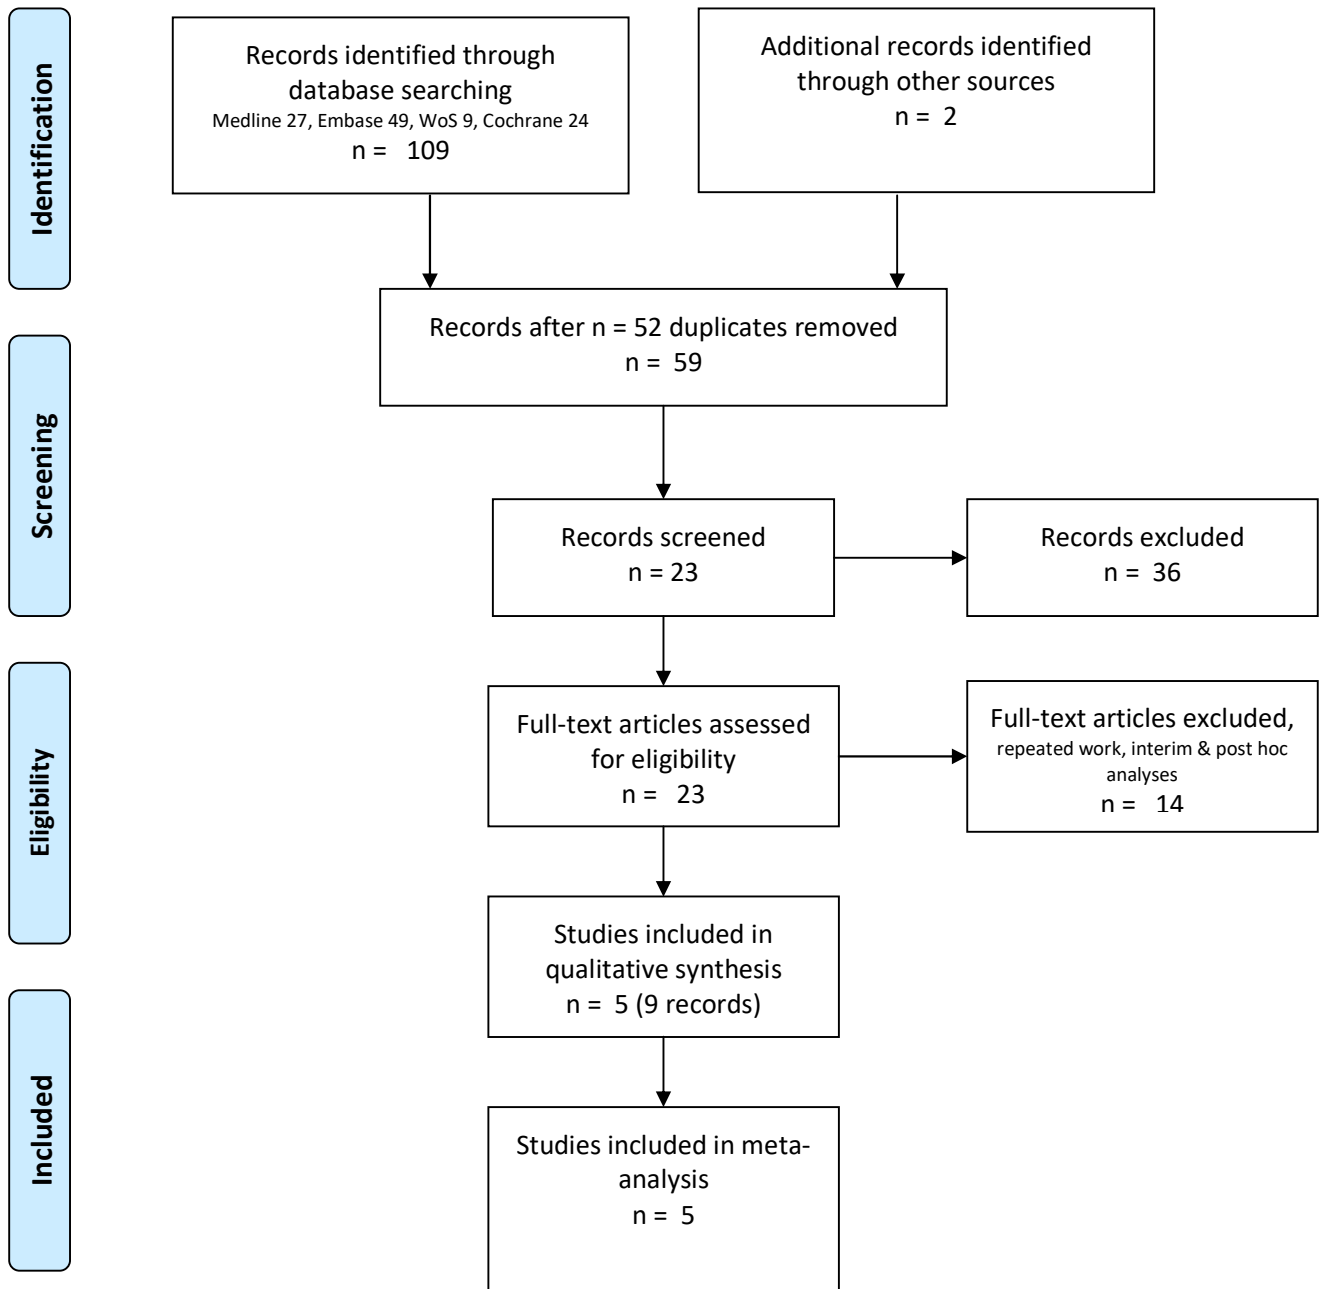 Identification
Records identified through
database searching
Medline 27, Embase 49, WoS 9, Cochrane 24
n = 109
Additional records identified
through other sources
n = 2
Records after n = 52 duplicates removed
n = 59
Screening
Records screened
n = 23
Records excluded
n = 36
Eligibility
Full-text articles assessed
for eligibility
n = 23
Full-text articles excluded,
repeated work, interim & post hoc
analyses
n = 14
Studies included in
qualitative synthesis
n = 5 (9 records)
Included
Studies included in meta-
analysis
n = 5